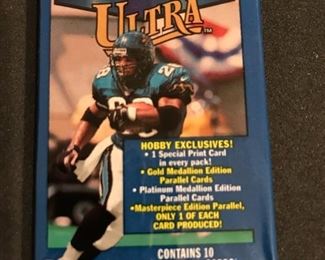 ULTRA™
28
HOBBY EXCLUSIVES!
• 1 Special Print Card
in every pack!
• Gold Medallion Edition
Parallel Cards
• Platinum Medallion Edition
Parallel Cards
•Masterpiece Edition Parallel,
ONLY 1 OF EACH
CARD PRODUCED!
CONTAINS 10